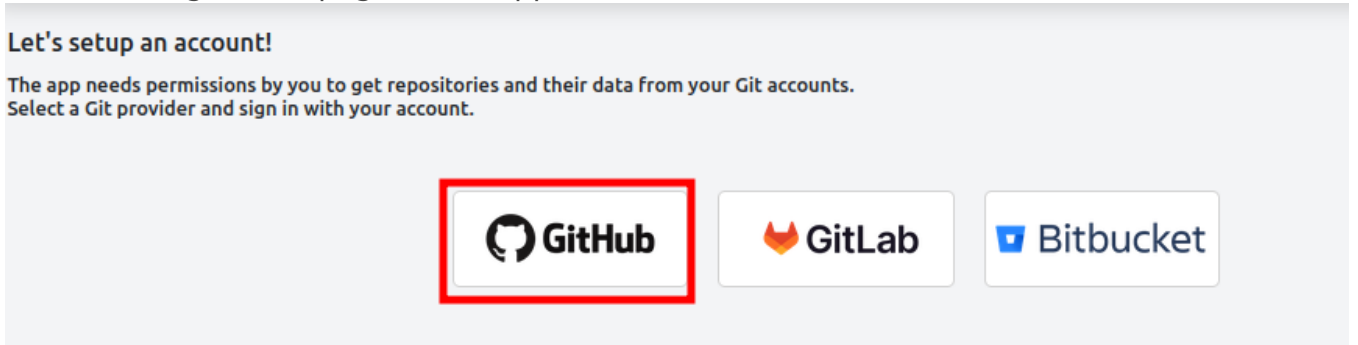 Let's setup an account!
The app needs permissions by you to get repositories and their data from your Git accounts.
Select a Git provider and sign in with your account.
GitHub
GitLab
Bitbucket